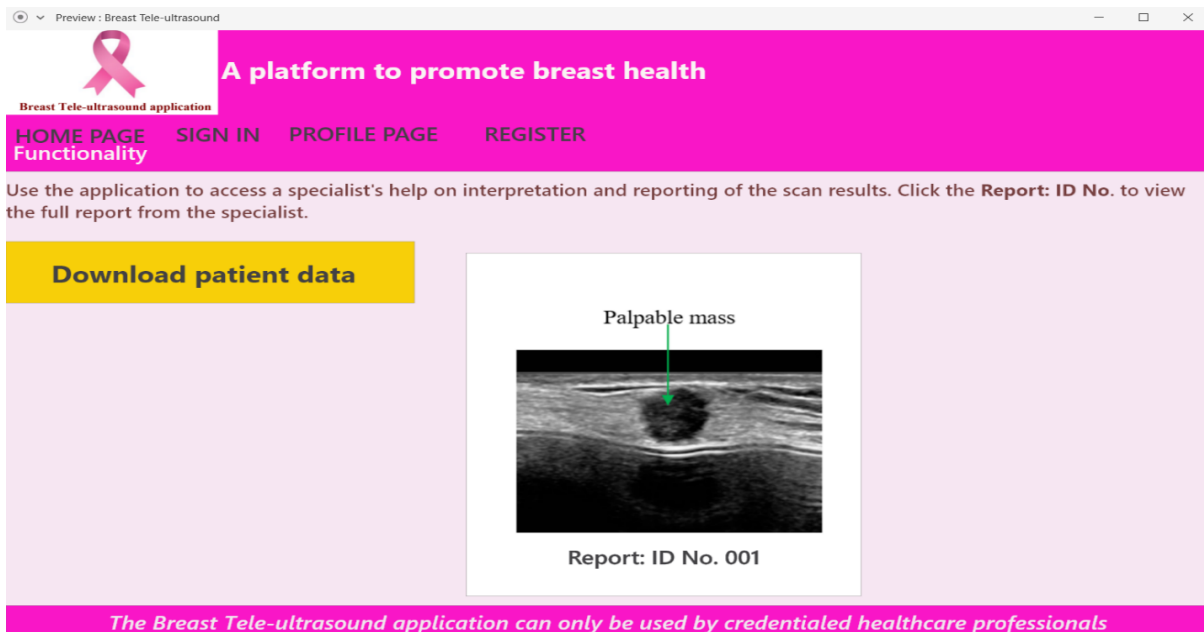 Preview : Breast Tele-ultrasound
A platform to promote breast health
Breast Tele-ultrasound application
HOME PAGE SIGN IN PROFILE PAGE REGISTER
Functionality
Use the application to access a specialist's help on interpretation and reporting of the scan results. Click the Report: ID No. to view
the full report from the specialist.
Download patient data
Palpable mass
Report: ID No. 001
The Breast Tele-ultrasound application can only be used by credentialed healthcare professionals